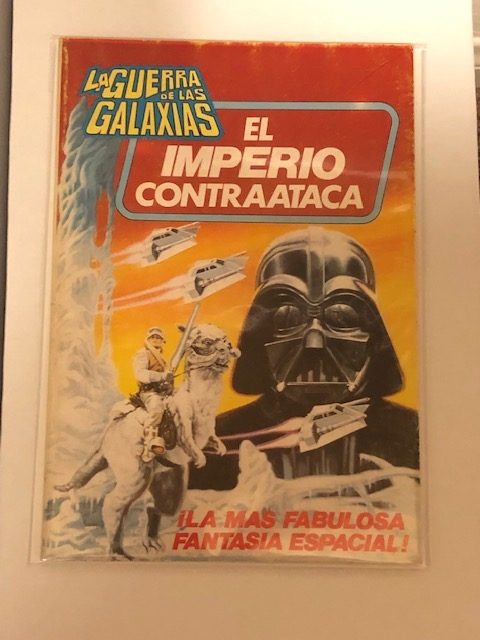 LA GUERRA
DE LAS
GALAXIAS
EL
IMPERIO
CONTRAATACA
¡LA MAS FABULOSA
FANTASIA ESPACIAL!